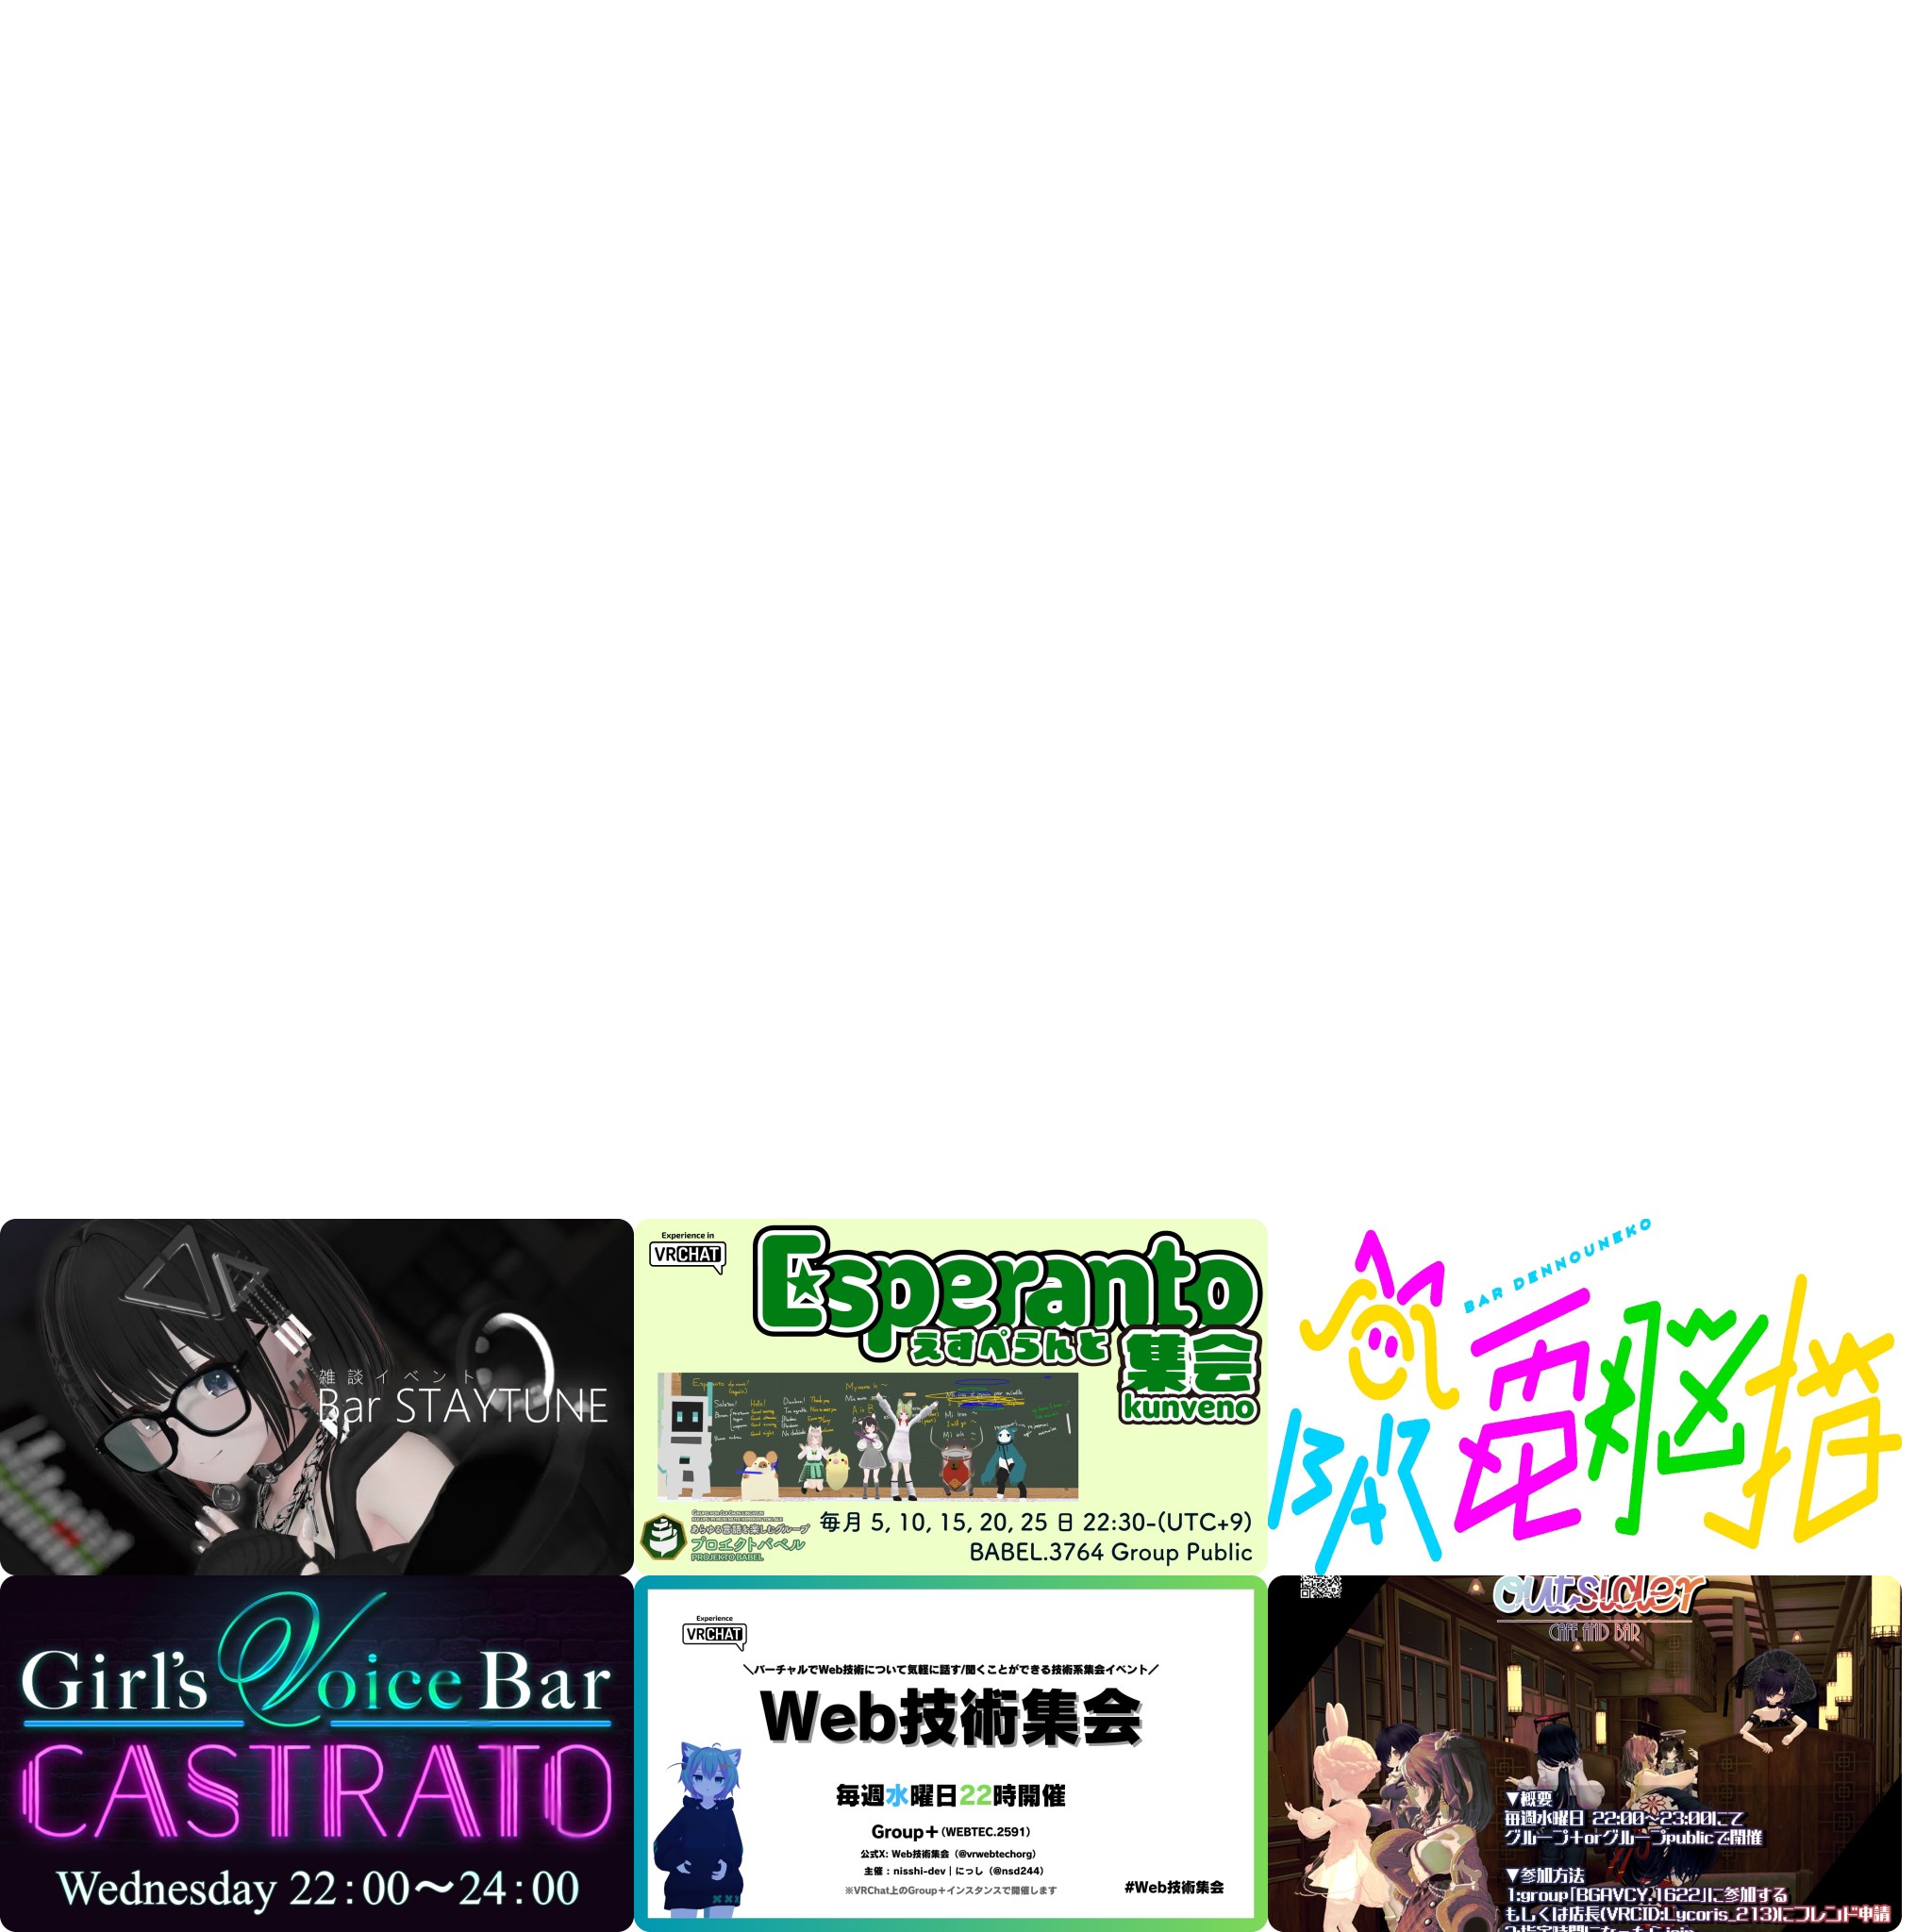 雑談イベント
Bar STAYTUNE
Experience in
VRCHAT
Esperanto
えすぺらんと 集会
kunveno
あらゆる言語を楽しむグループ
プロエクトバベル
PROJEKTO BABEL
毎月 5, 10, 15, 20, 25 日 22:30-(UTC+9)
BABEL.3764 Group Public
BAR DENNOUNEKO
BAR 電脳猫
Girl's Voice Bar
CASTRATO
Wednesday 22:00〜24:00
Experience
VRCHAT
＼バーチャルでWeb技術について気軽に話す/聞くことができる技術系集会イベント／
Web技術集会
毎週水曜日22時開催
Group＋(WEBTEC.2591)
公式X: Web技術集会（@vrwebtechorg）
主催：nisshi-dev｜にっし（@nsd244）
※VRChat上のGroup＋インスタンスで開催します
#Web技術集会
outsider
CAFE AND BAR
▼概要
毎週水曜日 22:00〜23:00にて
グループ+orグループpublicで開催
▼参加方法
1:group「BGAVCY.1622」に参加する
もしくは店長(VRCID:Lycoris_213)にフレンド申請